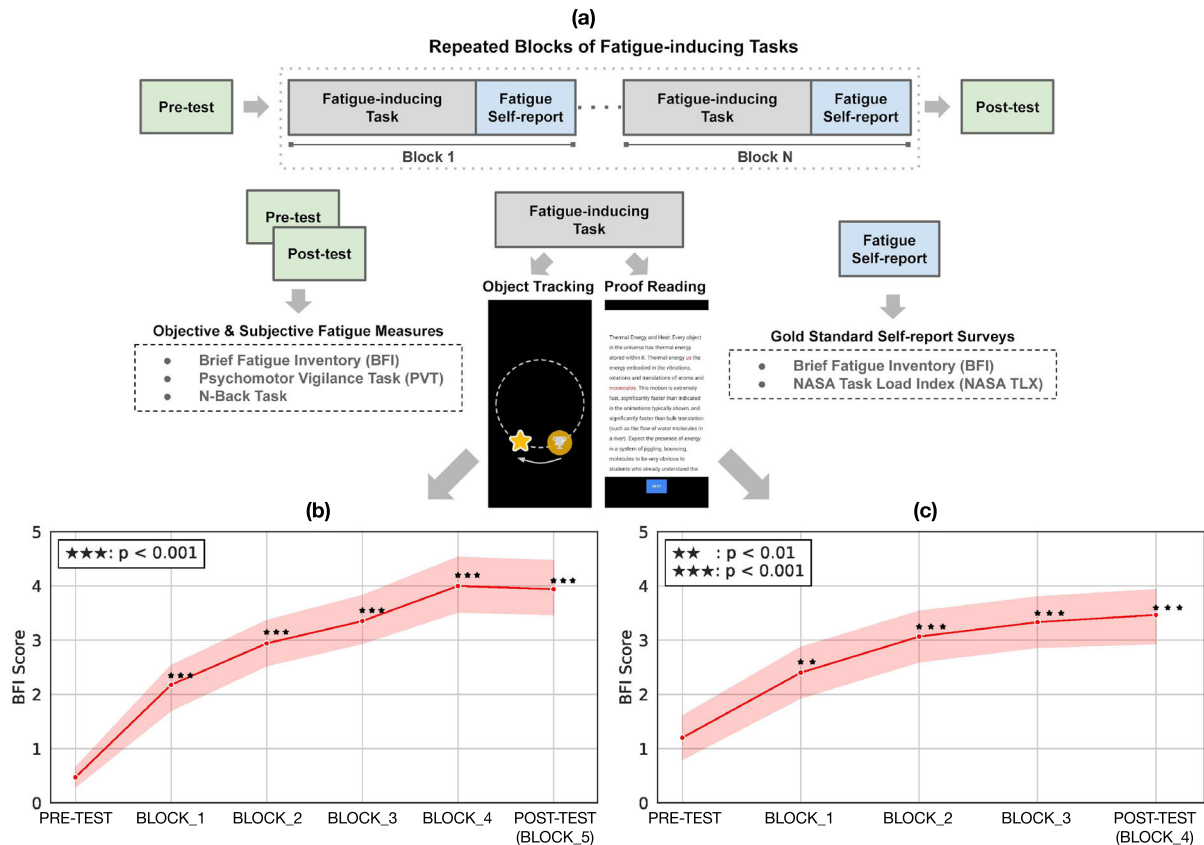 (a)
Repeated Blocks of Fatigue-inducing Tasks
Pre-test
Fatigue-inducing
Task
Fatigue
Self-report
Fatigue-inducing
Task
Fatigue
Self-report
Post-test
Block 1
Block N
Pre-test
Post-test
Fatigue-inducing
Task
Fatigue
Self-report
Object Tracking
Proof Reading
Objective & Subjective Fatigue Measures
Brief Fatigue Inventory (BFI)
Psychomotor Vigilance Task (PVT)
N-Back Task
Thermal Energy and Heat: Every object
in the universe has thermal energy
stored within it. Thermal energy us the
energy embodied in the vibrations,
rotations and translations of atoms and
moecules. This motion is extremely
fast, significantly faster than indicated
in the animations typically shown, and
significantly faster than bulk translation
(such as the flow of water molecules in
a river). Expect the presence of energy
in a system of jiggling, bouncing,
molecules to be very obvious to
students who already understand the
Gold Standard Self-report Surveys
Brief Fatigue Inventory (BFI)
NASA Task Load Index (NASA TLX)
(b)
★★★: p < 0.001
BFI Score
5
4
3
2
1
0
PRE-TEST
BLOCK_1
BLOCK_2
BLOCK_3
BLOCK_4
POST-TEST
(BLOCK_5)
(c)
★★ : p < 0.01
★★★: p < 0.001
BFI Score
5
4
3
2
1
0
PRE-TEST
BLOCK_1
BLOCK_2
BLOCK_3
POST-TEST
(BLOCK_4)